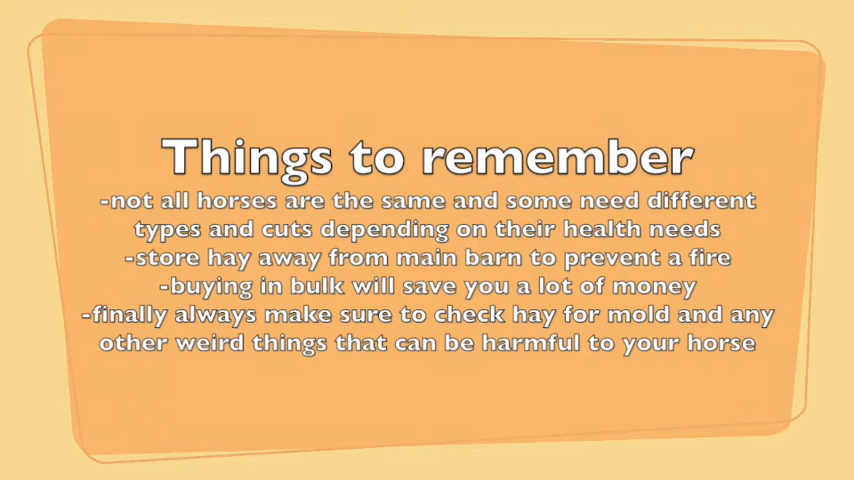 Things to remember
-not all horses are the same and some need different
types and cuts depending on their health needs
-store hay away from main barn to prevent a fire
-buying in bulk will save you a lot of money
-finally always make sure to check hay for mold and any
other weird things that can be harmful to your horse